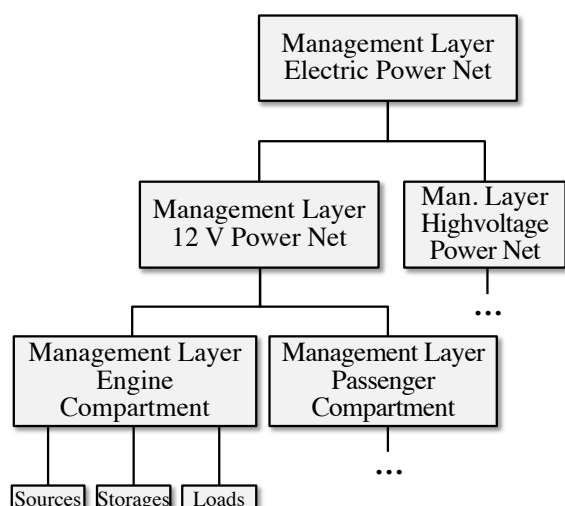 Management Layer
Electric Power Net
Management Layer
12 V Power Net
Man. Layer
Highvoltage
Power Net
...
Management Layer
Engine
Compartment
Management Layer
Passenger
Compartment
...
Sources
Storages
Loads